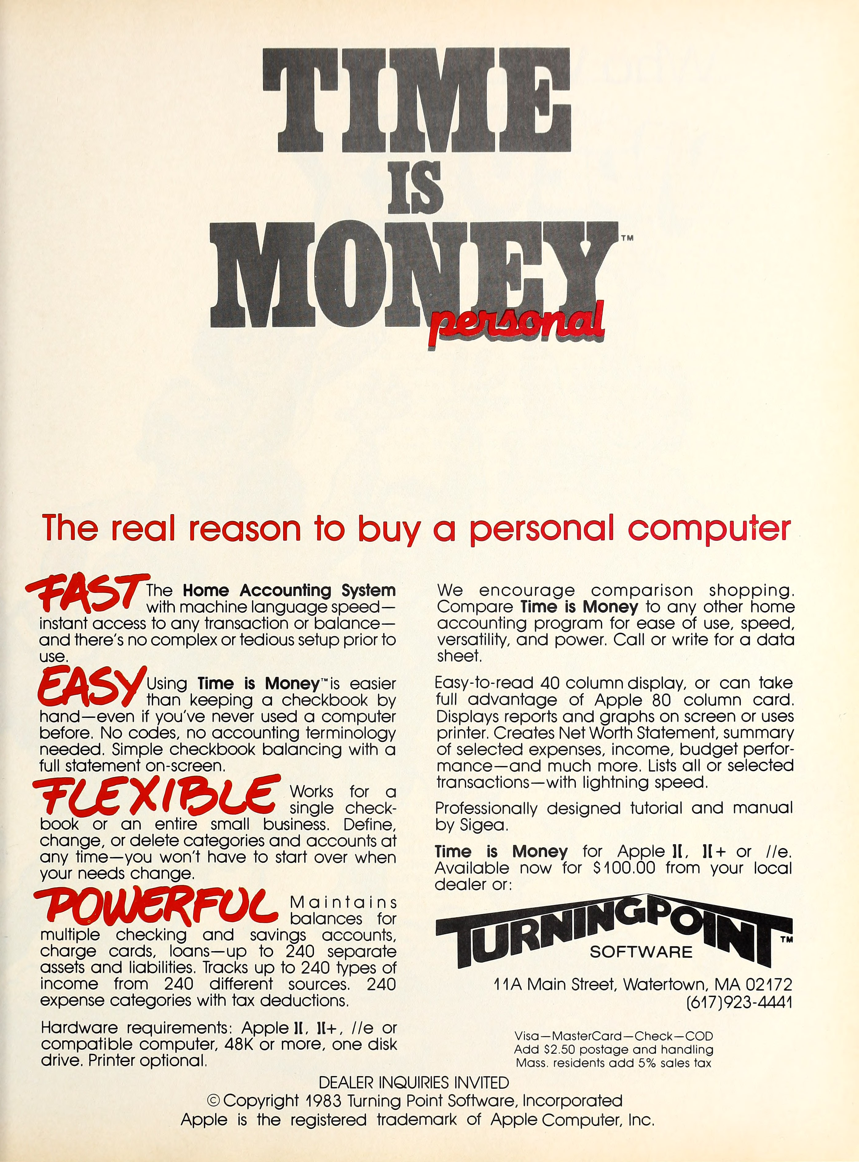 TIME
IS
MONEY™
personal
The real reason to buy a personal computer
FAST The Home Accounting System
with machine language speed—
instant access to any transaction or balance—
and there's no complex or tedious setup prior to
use.
EASY Using Time is Money™ is easier
than keeping a checkbook by
hand—even if you've never used a computer
before. No codes, no accounting terminology
needed. Simple checkbook balancing with a
full statement on-screen.
FLEXIBLE Works for a
single check-
book or an entire small business. Define,
change, or delete categories and accounts at
any time—you won't have to start over when
your needs change.
POWERFUL Maintains
balances for
multiple checking and savings accounts,
charge cards, loans—up to 240 separate
assets and liabilities. Tracks up to 240 types of
income from 240 different sources. 240
expense categories with tax deductions.
Hardware requirements: Apple ][, ][+, //e or
compatible computer, 48K or more, one disk
drive. Printer optional.
We encourage comparison shopping.
Compare Time is Money to any other home
accounting program for ease of use, speed,
versatility, and power. Call or write for a data
sheet.
Easy-to-read 40 column display, or can take
full advantage of Apple 80 column card.
Displays reports and graphs on screen or uses
printer. Creates Net Worth Statement, summary
of selected expenses, income, budget perfor-
mance—and much more. Lists all or selected
transactions—with lightning speed.
Professionally designed tutorial and manual
by Sigea.
Time is Money for Apple ][, ][+ or //e.
Available now for $100.00 from your local
dealer or:
TURNINGPOINT™
SOFTWARE
11A Main Street, Watertown, MA 02172
(617)923-4441
Visa—MasterCard—Check—COD
Add $2.50 postage and handling
Mass. residents add 5% sales tax
DEALER INQUIRIES INVITED
© Copyright 1983 Turning Point Software, Incorporated
Apple is the registered trademark of Apple Computer, Inc.